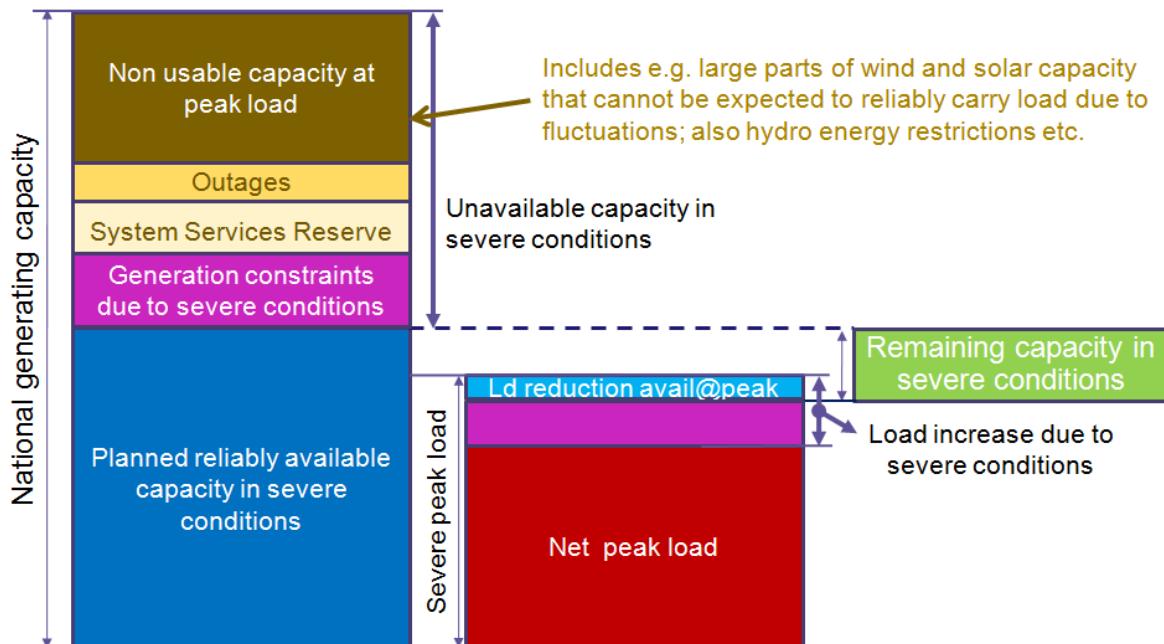 National generating capacity
Non usable capacity at
peak load
Outages
System Services Reserve
Generation constraints
due to severe conditions
Planned reliably available
capacity in severe
conditions
Includes e.g. large parts of wind and solar capacity
that cannot be expected to reliably carry load due to
fluctuations; also hydro energy restrictions etc.
Unavailable capacity in
severe conditions
Severe peak load
Ld reduction avail@peak
Net peak load
Remaining capacity in
severe conditions
Load increase due to
severe conditions